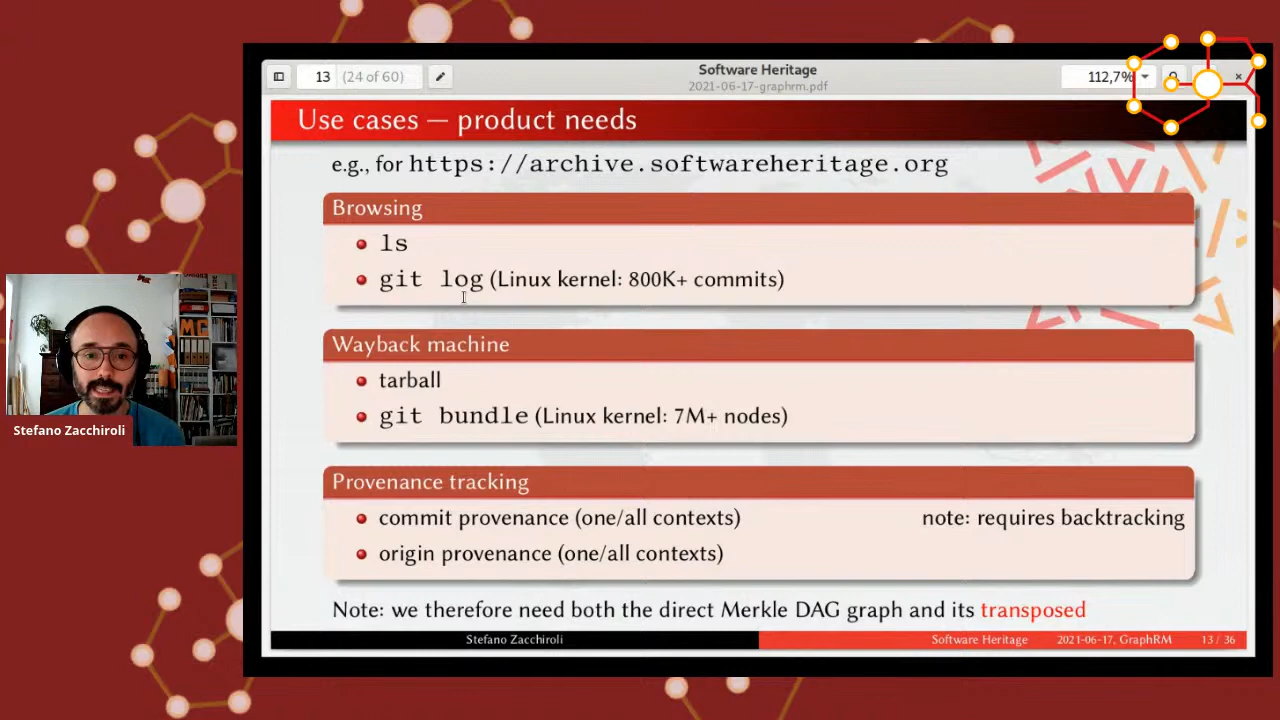 13 (24 of 60)
Software Heritage
2021-06-17-graphrm.pdf
112,7%
Use cases — product needs
e.g., for https://archive.softwareheritage.org
Browsing
ls
git log (Linux kernel: 800K+ commits)
Wayback machine
tarball
git bundle (Linux kernel: 7M+ nodes)
Provenance tracking
commit provenance (one/all contexts) note: requires backtracking
origin provenance (one/all contexts)
Note: we therefore need both the direct Merkle DAG graph and its transposed
Stefano Zacchiroli Software Heritage 2021-06-17, GraphRM 13 / 36
Stefano Zacchiroli